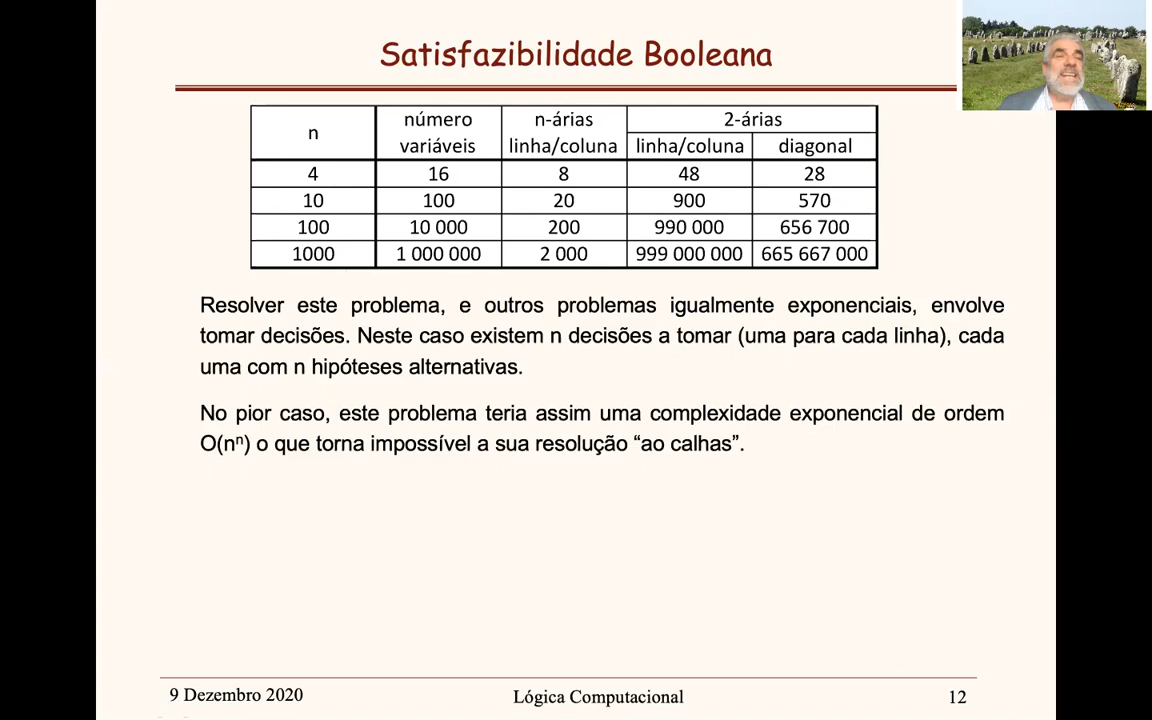 Satisfazibilidade Booleana
n número variáveis n-árias linha/coluna 2-árias linha/coluna diagonal
4 16 8 48 28
10 100 20 900 570
100 10 000 200 990 000 656 700
1000 1 000 000 2 000 999 000 000 665 667 000
Resolver este problema, e outros problemas igualmente exponenciais, envolve
tomar decisões. Neste caso existem n decisões a tomar (uma para cada linha), cada
uma com n hipóteses alternativas.
No pior caso, este problema teria assim uma complexidade exponencial de ordem
O(nⁿ) o que torna impossível a sua resolução “ao calhas”.
9 Dezembro 2020 Lógica Computacional 12